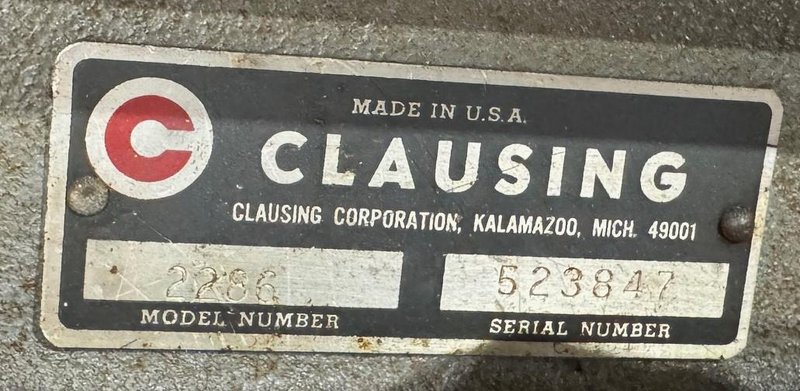 MADE IN U.S.A.
CLAUSING
CLAUSING CORPORATION, KALAMAZOO, MICH. 49001
2286 523847
MODEL NUMBER SERIAL NUMBER